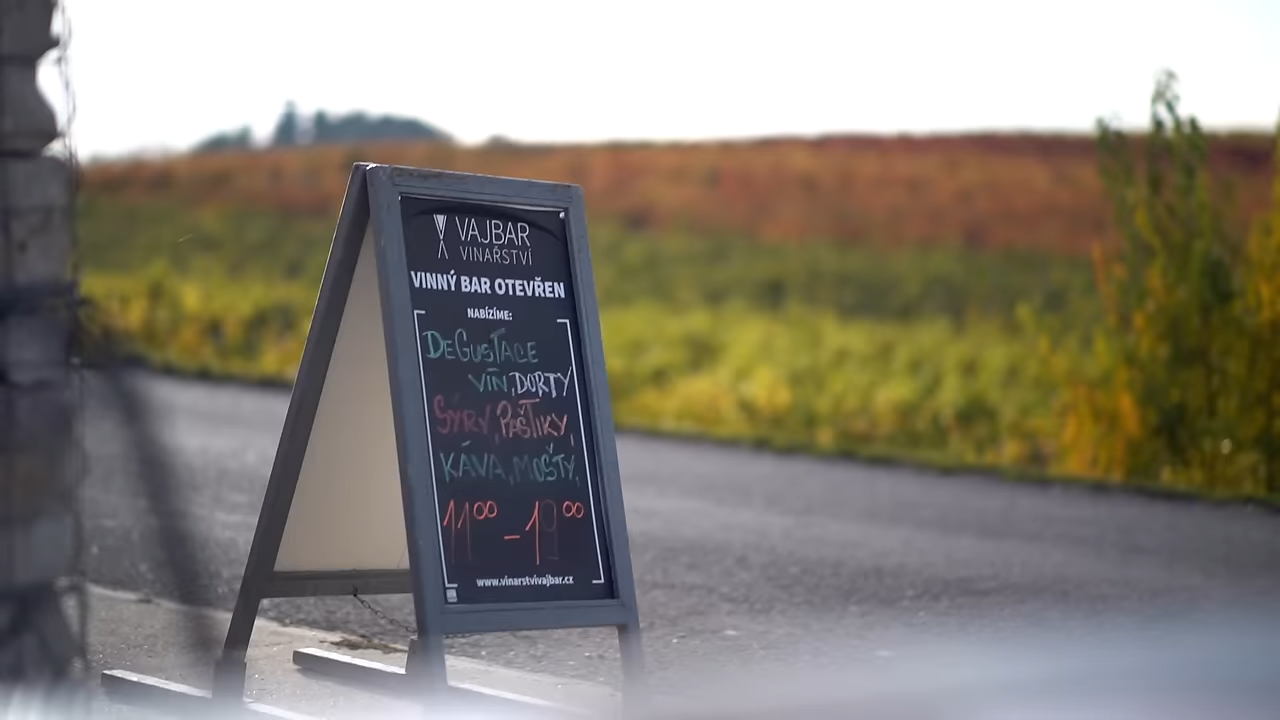 VAJBAR
VINAŘSTVÍ
VINNÝ BAR OTEVŘEN
NABÍZÍME:
DEGUSTACE
VÍN, DORTY
SÝRY, PAŠTIKY,
KÁVA, MOŠTY,
11⁰⁰ – 19⁰⁰
www.vinarstvivajbar.cz